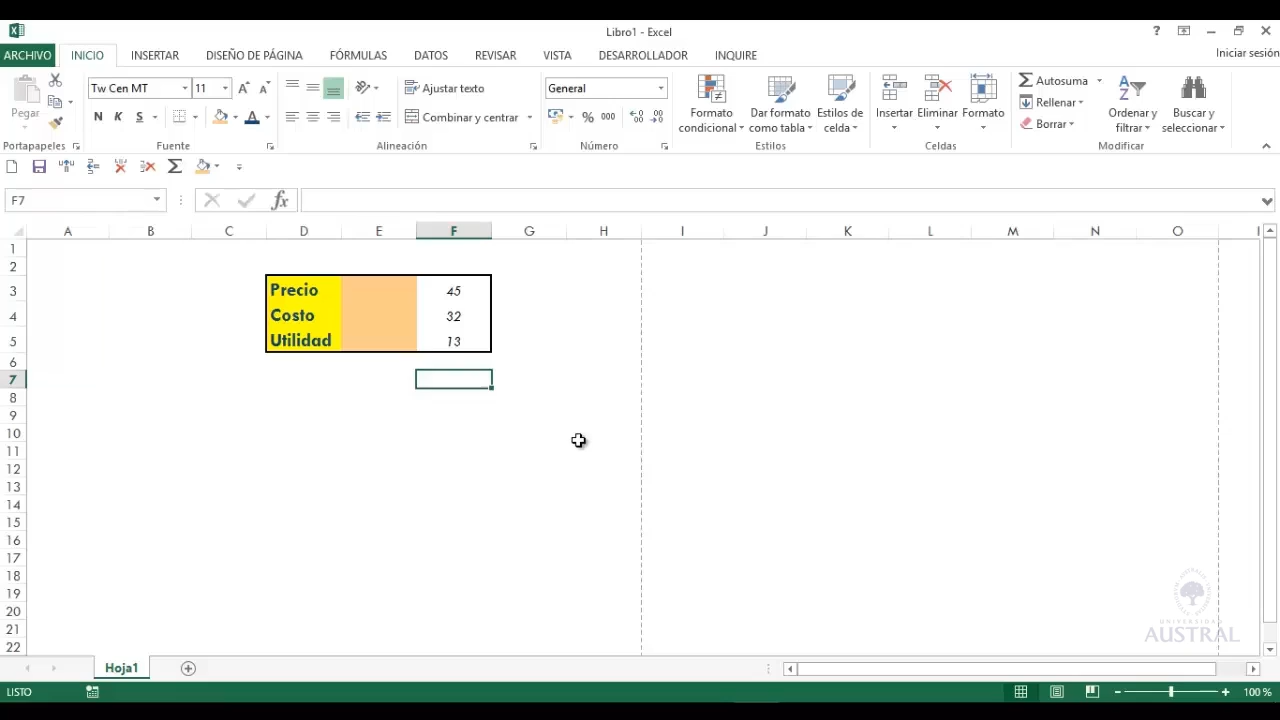 Libro1 - Excel
ARCHIVO INICIO INSERTAR DISEÑO DE PÁGINA FÓRMULAS DATOS REVISAR VISTA DESARROLLADOR INQUIRE Iniciar sesión
Pegar
Portapapeles
Tw Cen MT 11
N K S A
Fuente
Ajustar texto
Combinar y centrar
Alineación
General
% 000
Número
Formato condicional
Dar formato como tabla
Estilos de celda
Estilos
Insertar Eliminar Formato
Celdas
Autosuma
Rellenar
Borrar
Ordenar y filtrar
Buscar y seleccionar
Modificar
F7 fx
A B C D E F G H I J K L M N O
1
2
3 Precio 45
4 Costo 32
5 Utilidad 13
6
7
8
9
10
11
12
13
14
15
16
17
18
19
20
21
22
UNIVERSIDAD
AUSTRAL
Hoja1
LISTO 100 %